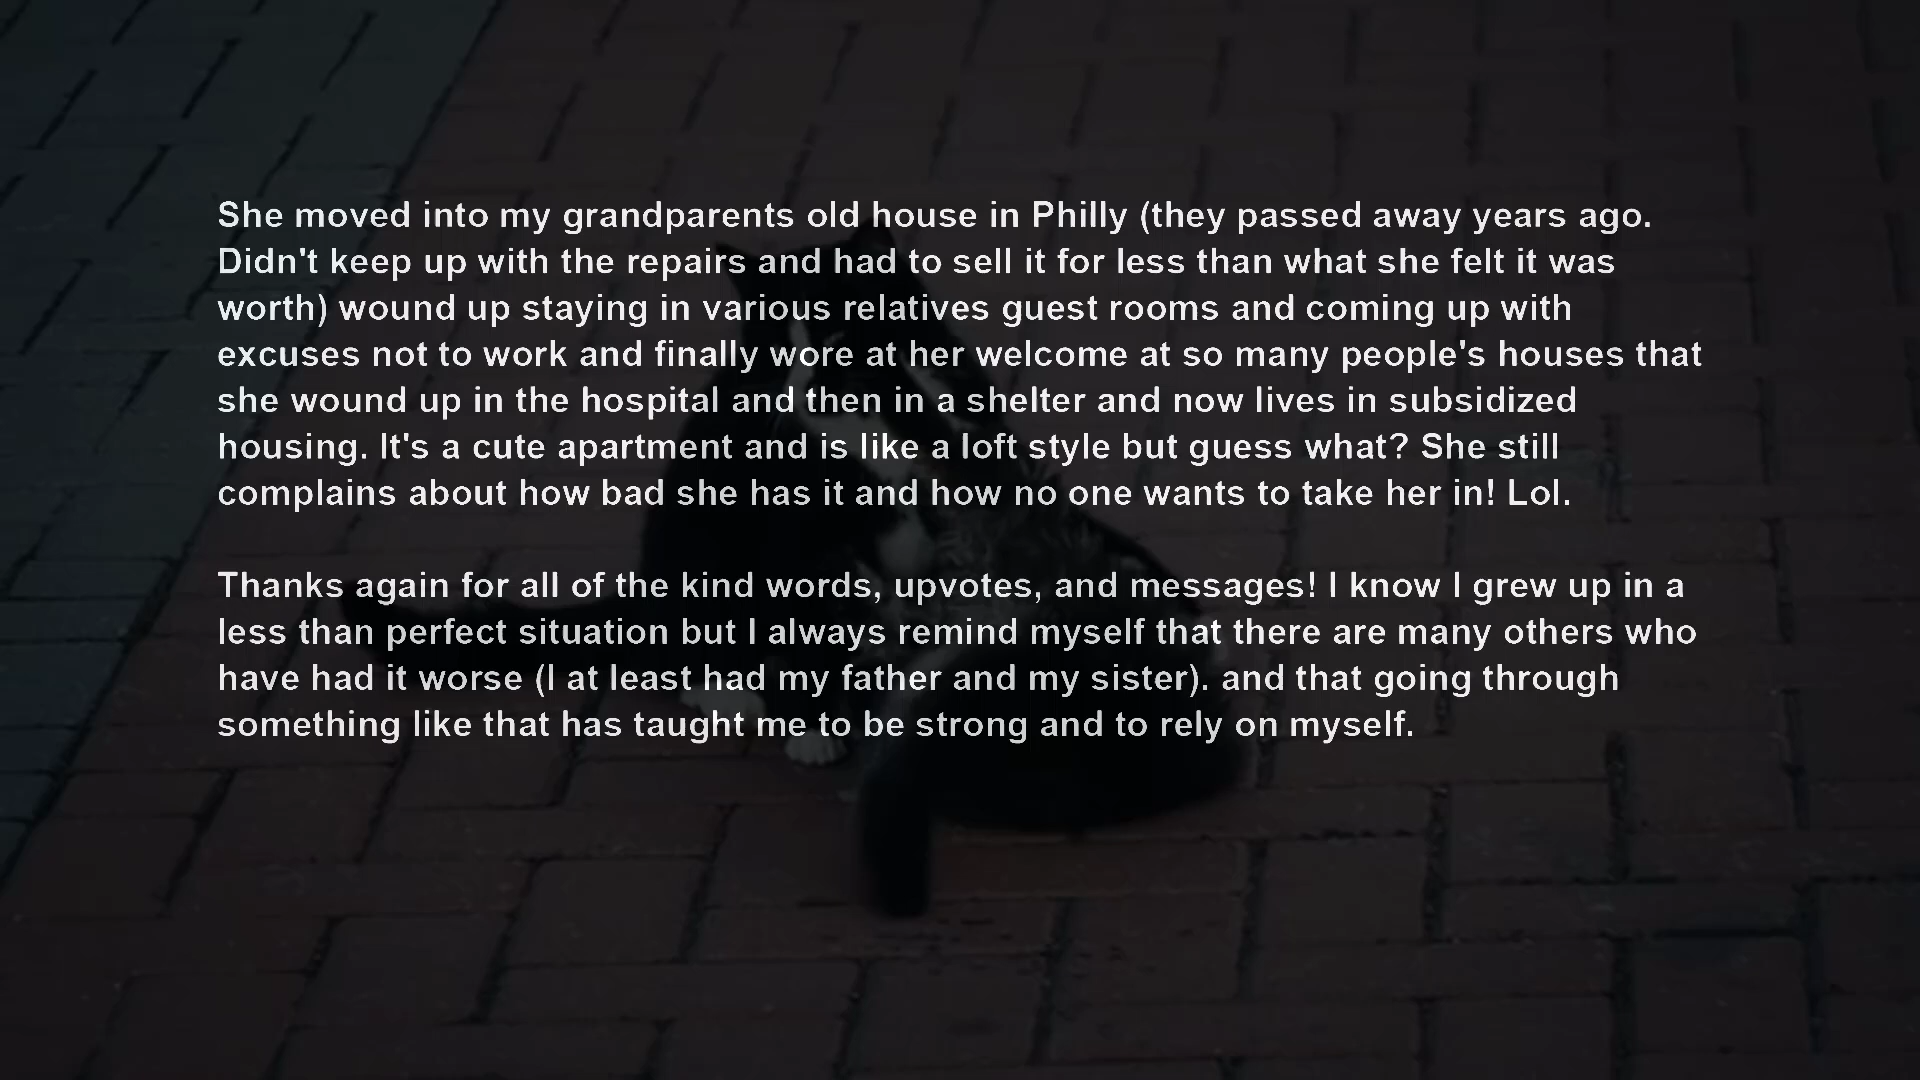 She moved into my grandparents old house in Philly (they passed away years ago.
Didn't keep up with the repairs and had to sell it for less than what she felt it was
worth) wound up staying in various relatives guest rooms and coming up with
excuses not to work and finally wore at her welcome at so many people's houses that
she wound up in the hospital and then in a shelter and now lives in subsidized
housing. It's a cute apartment and is like a loft style but guess what? She still
complains about how bad she has it and how no one wants to take her in! Lol.
Thanks again for all of the kind words, upvotes, and messages! I know I grew up in a
less than perfect situation but I always remind myself that there are many others who
have had it worse (I at least had my father and my sister). and that going through
something like that has taught me to be strong and to rely on myself.